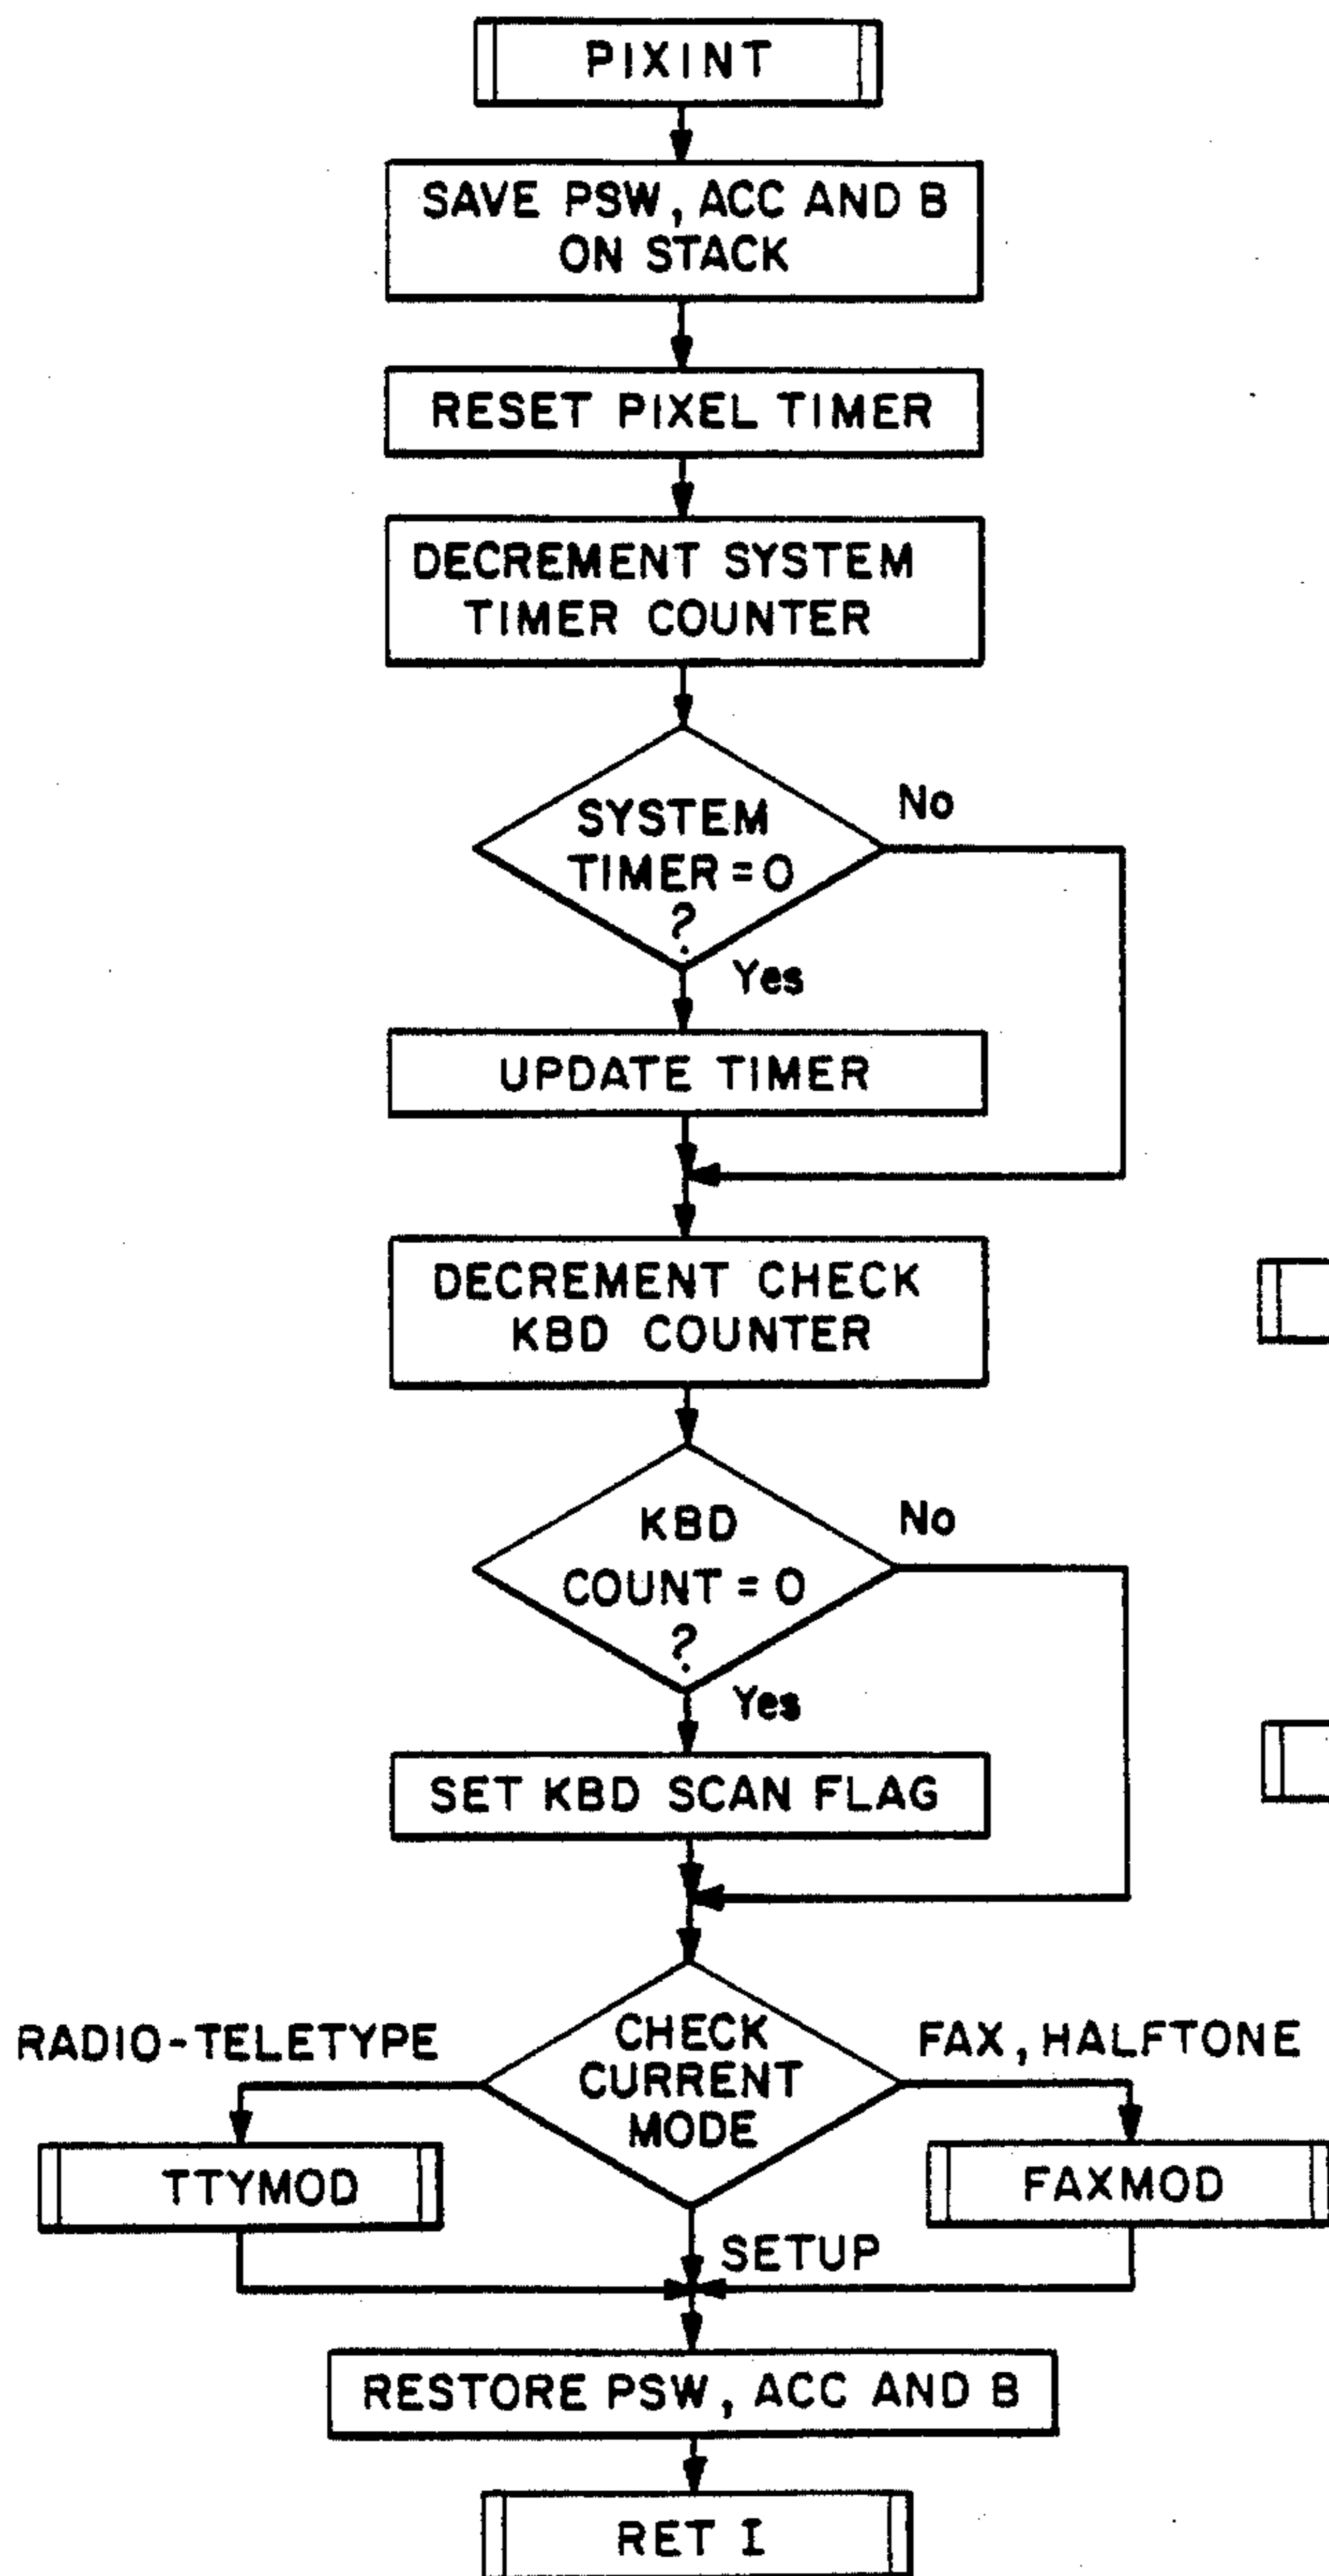 PIXINT
SAVE PSW, ACC AND B
ON STACK
RESET PIXEL TIMER
DECREMENT SYSTEM
TIMER COUNTER
SYSTEM
TIMER = 0
?
No
Yes
UPDATE TIMER
DECREMENT CHECK
KBD COUNTER
KBD
COUNT = 0
?
No
Yes
SET KBD SCAN FLAG
CHECK
CURRENT
MODE
RADIO-TELETYPE
FAX, HALFTONE
TTYMOD
FAXMOD
SETUP
RESTORE PSW, ACC AND B
RET I